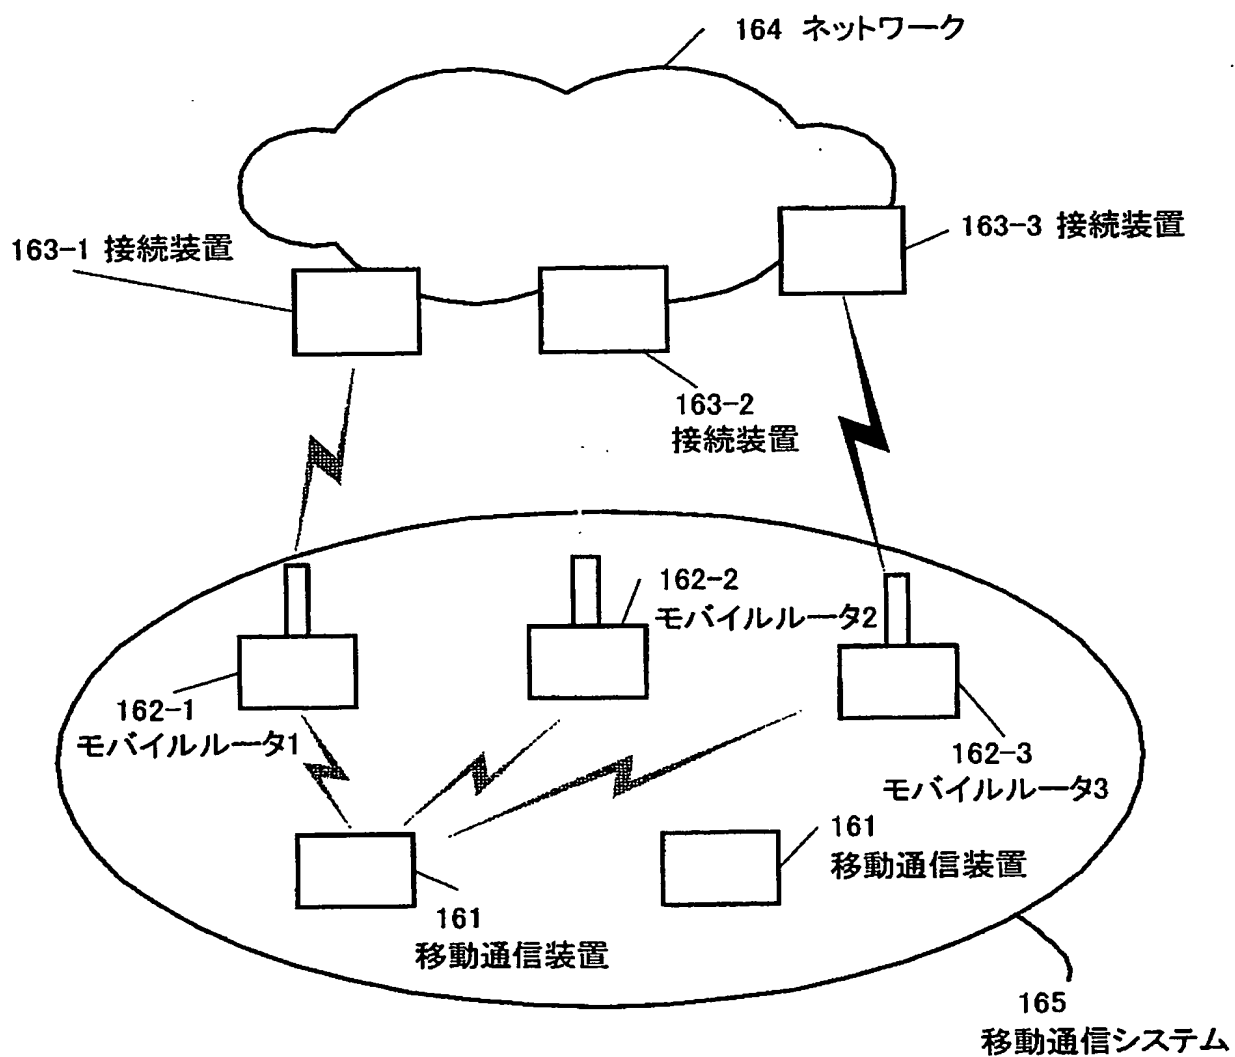 164 ネットワーク
163-1 接続装置
163-3 接続装置
163-2
接続装置
162-2
モバイルルータ2
162-1
モバイルルータ1
162-3
モバイルルータ3
161
移動通信装置
161
移動通信装置
165
移動通信システム